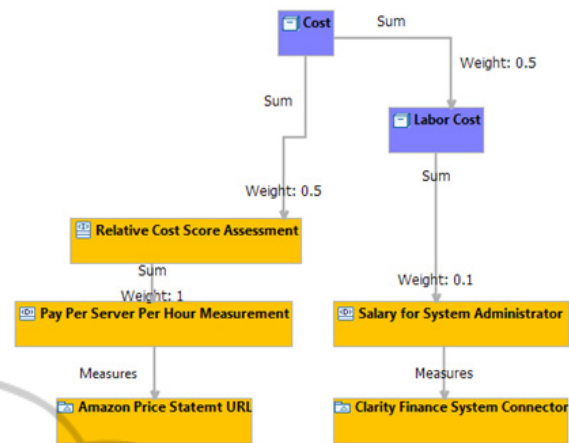 Cost
Sum
Weight: 0.5
Sum
Labor Cost
Sum
Weight: 0.5
Relative Cost Score Assessment
Sum
Weight: 1
Weight: 0.1
Pay Per Server Per Hour Measurement
Salary for System Administrator
Measures
Measures
Amazon Price Statemt URL
Clarity Finance System Connector